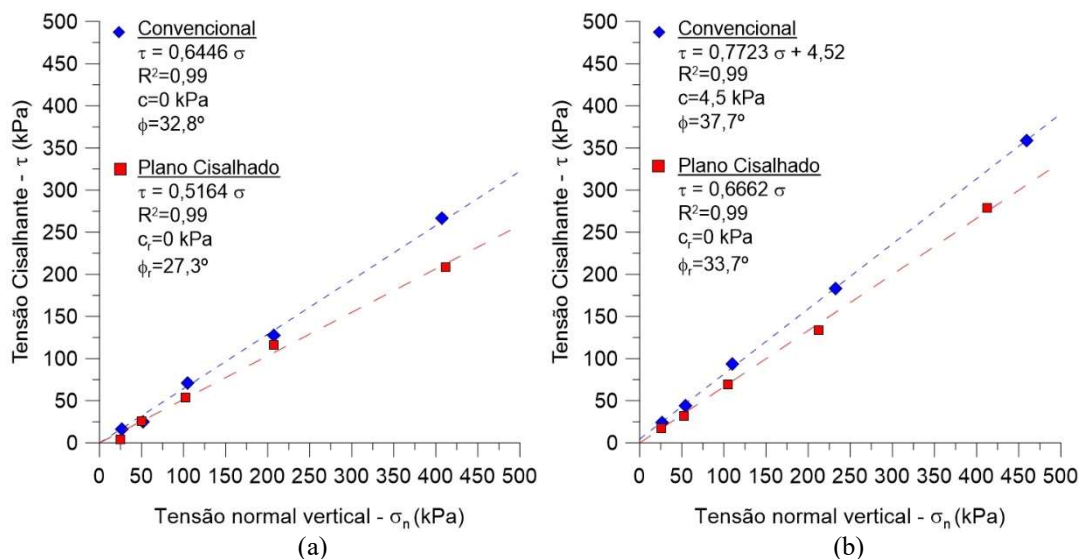 500
450
400
350
300
250
200
150
100
50
0
Tensão Cisalhante - τ (kPa)
Convencional
τ = 0,6446 σ
R²=0,99
c=0 kPa
ϕ=32,8º
Plano Cisalhado
τ = 0,5164 σ
R²=0,99
cᵣ=0 kPa
ϕᵣ=27,3º
0 50 100 150 200 250 300 350 400 450 500
Tensão normal vertical - σₙ (kPa)
(a)
500
450
400
350
300
250
200
150
100
50
0
Tensão Cisalhante - τ (kPa)
Convencional
τ = 0,7723 σ + 4,52
R²=0,99
c=4,5 kPa
ϕ=37,7º
Plano Cisalhado
τ = 0,6662 σ
R²=0,99
cᵣ=0 kPa
ϕᵣ=33,7º
0 50 100 150 200 250 300 350 400 450 500
Tensão normal vertical - σₙ (kPa)
(b)